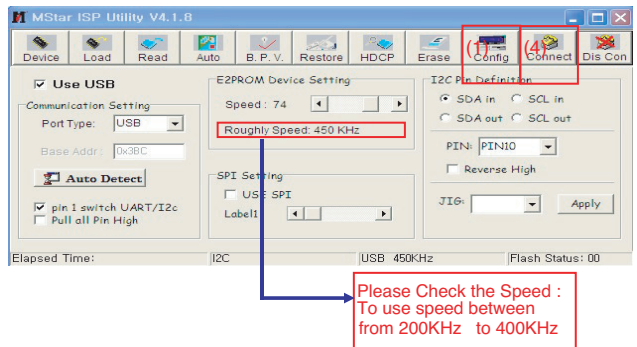 MStar ISP Utility V4.1.8
Device Load Read Auto B. P. V. Restore HDCP Erase Config Connect Dis Con
(1) (4)
Use USB
Communication Setting
Port Type: USB
Base Addr: 0x3BC
Auto Detect
pin 1 switch UART/I2c
Pull all Pin High
E2PROM Device Setting
Speed: 74
Roughly Speed: 450 KHz
SPI Setting
USE SPI
Label1
I2C Pin Definition
SDA in SCL in
SDA out SCL out
PIN: PIN10
Reverse High
JIG: Apply
Elapsed Time: I2C USB 450KHz Flash Status: 00
Please Check the Speed :
To use speed between
from 200KHz to 400KHz